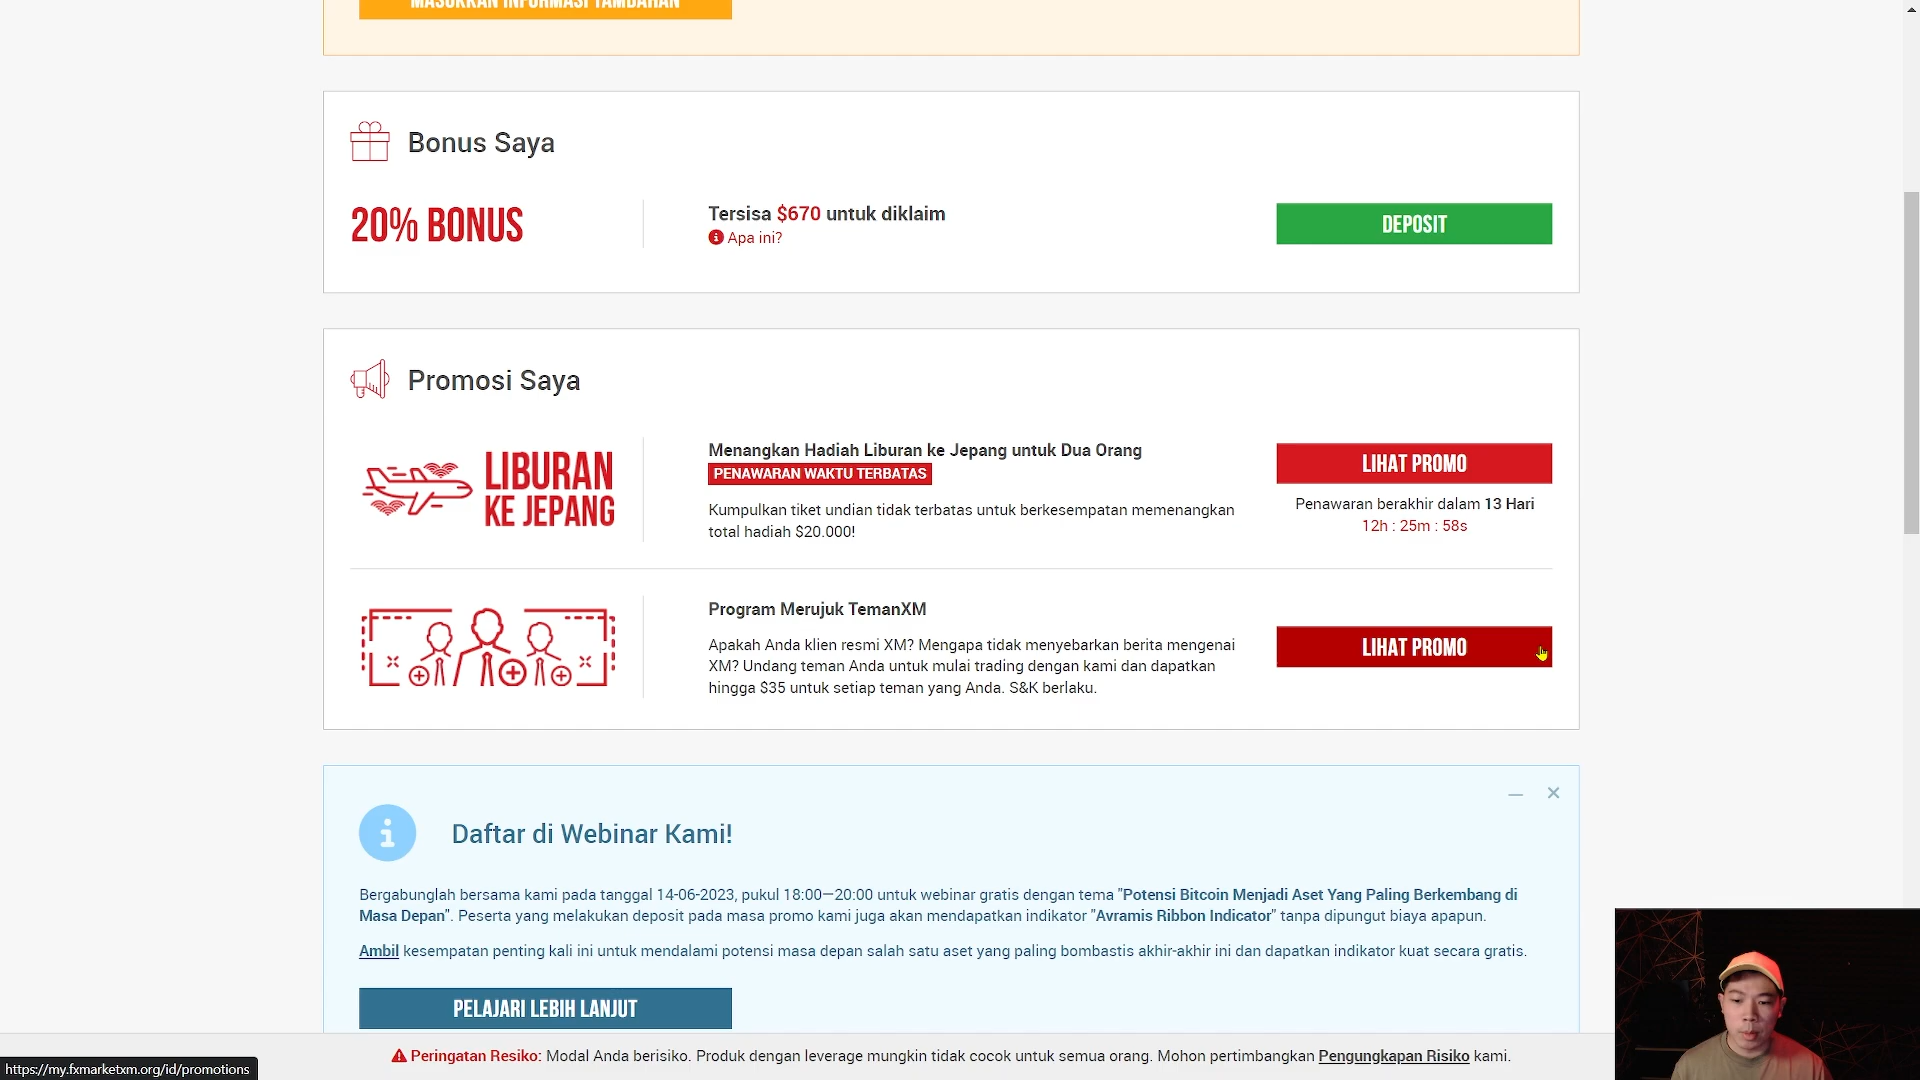 MASUKKAN INFORMASI TAMBAHAN
Bonus Saya
20% BONUS
Tersisa $670 untuk diklaim
Apa ini?
DEPOSIT
Promosi Saya
LIBURAN
KE JEPANG
Menangkan Hadiah Liburan ke Jepang untuk Dua Orang
PENAWARAN WAKTU TERBATAS
Kumpulkan tiket undian tidak terbatas untuk berkesempatan memenangkan
total hadiah $20.000!
LIHAT PROMO
Penawaran berakhir dalam 13 Hari
12h : 25m : 58s
Program Merujuk TemanXM
Apakah Anda klien resmi XM? Mengapa tidak menyebarkan berita mengenai
XM? Undang teman Anda untuk mulai trading dengan kami dan dapatkan
hingga $35 untuk setiap teman yang Anda. S&K berlaku.
LIHAT PROMO
Daftar di Webinar Kami!
Bergabunglah bersama kami pada tanggal 14-06-2023, pukul 18:00—20:00 untuk webinar gratis dengan tema "Potensi Bitcoin Menjadi Aset Yang Paling Berkembang di
Masa Depan". Peserta yang melakukan deposit pada masa promo kami juga akan mendapatkan indikator "Avramis Ribbon Indicator" tanpa dipungut biaya apapun.
Ambil kesempatan penting kali ini untuk mendalami potensi masa depan salah satu aset yang paling bombastis akhir-akhir ini dan dapatkan indikator kuat secara gratis.
PELAJARI LEBIH LANJUT
Peringatan Resiko: Modal Anda berisiko. Produk dengan leverage mungkin tidak cocok untuk semua orang. Mohon pertimbangkan Pengungkapan Risiko kami.
https://my.fxmarketxm.org/id/promotions